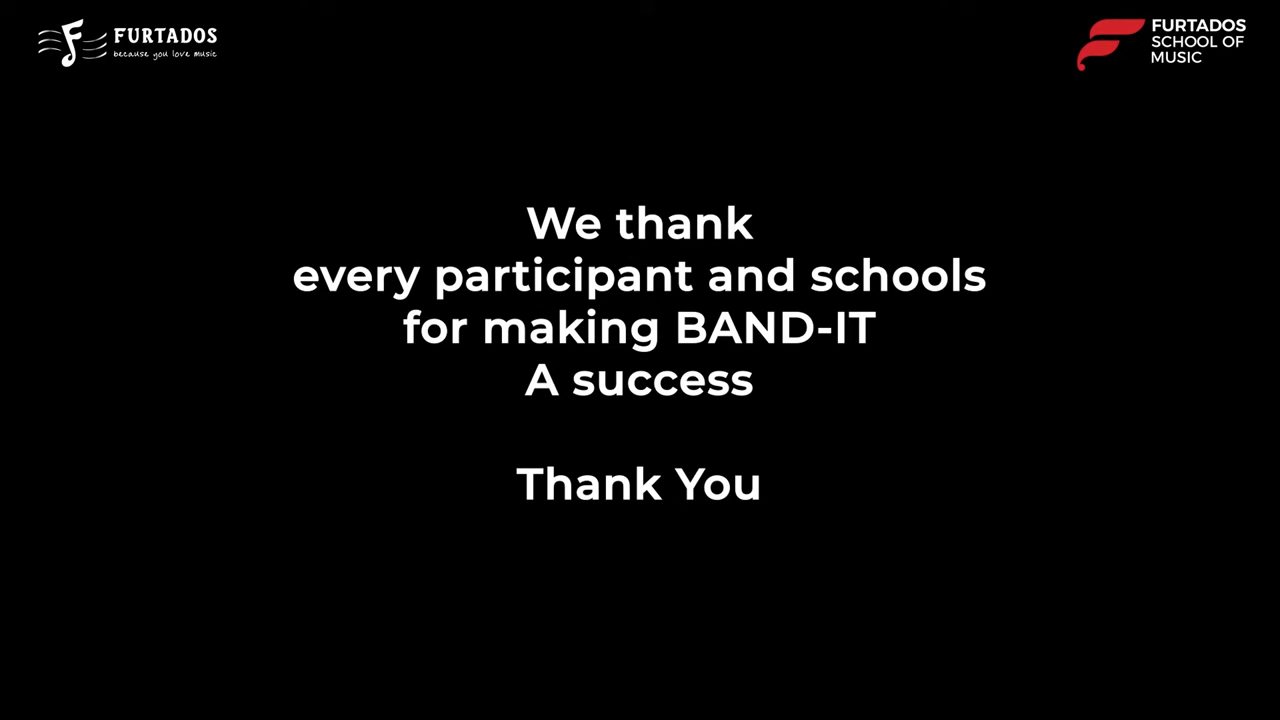 FURTADOS
because you love music
FURTADOS
SCHOOL OF
MUSIC
We thank
every participant and schools
for making BAND-IT
A success
Thank You